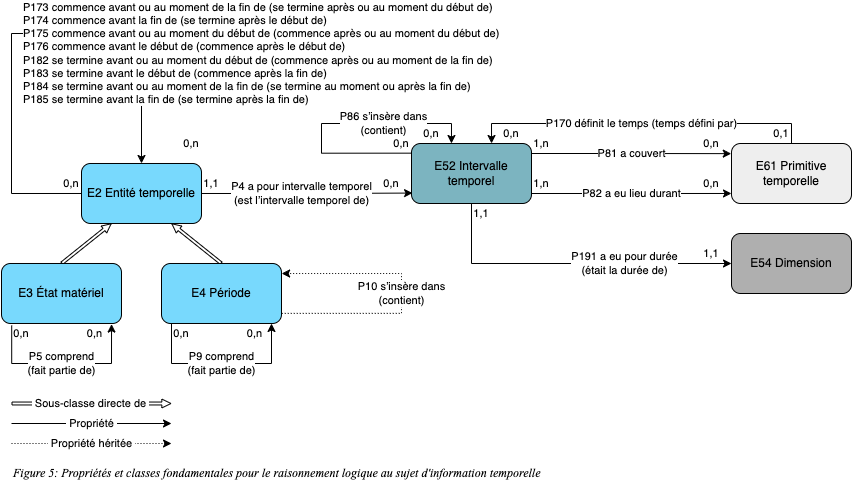 P173 commence avant ou au moment de la fin de (se termine après ou au moment du début de)
P174 commence avant la fin de (se termine le début de)
P175 commence avant ou au moment du début de (commence après ou au moment du début de)
P176 commence avant le début de (commence après le début de)
P182 se termine avant ou au moment du début de (commence après ou au moment de la fin de)
P183 se termine avant le début de (commence après la fin de)
P184 se termine avant ou au moment de la fin de (se termine au moment ou après la fin de)
P185 se termine avant la fin de (se termine après la fin de)
0,n
0,n
E2 Entité temporelle
1,1
P4 a pour intervalle temporel
(est l'intervalle temporel de)
0,n
P86 s'insère dans
(contient)
0,n
0,n
0,n
P170 définit le temps (temps défini par)
0,1
E52 Intervalle
temporel
1,n
P81 a couvert
0,n
1,n
P82 a eu lieu durant
0,n
E61 Primitive
temporelle
1,1
P191 a eu pour durée
(était la durée de)
1,1
E54 Dimension
E3 État matériel
E4 Période
P10 s'insère dans
(contient)
0,n
0,n
P5 comprend
(fait partie de)
0,n
0,n
P9 comprend
(fait partie de)
Sous-classe directe de
Propriété
Propriété héritée
Figure 5: Propriétés et classes fondamentales pour le raisonnement logique au sujet d'information temporelle